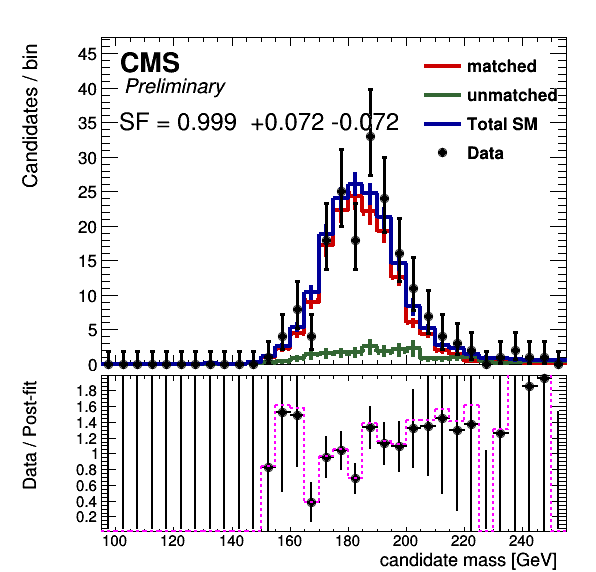 CMS
Preliminary
SF = 0.999 +0.072 -0.072
matched
unmatched
Total SM
Data
Candidates / bin
45
40
35
30
25
20
15
10
5
0
Data / Post-fit
1.8
1.6
1.4
1.2
1
0.8
0.6
0.4
0.2
100 120 140 160 180 200 220 240
candidate mass [GeV]